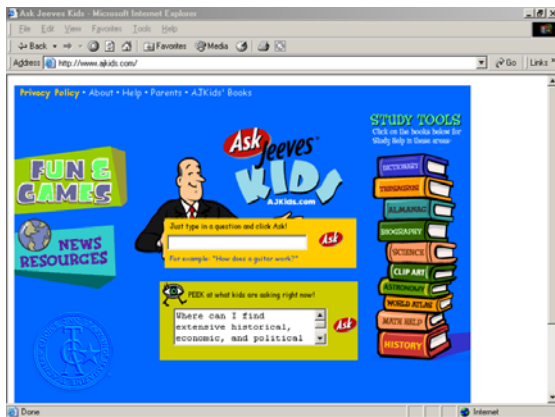 Ask Jeeves Kids - Microsoft Internet Explorer
File Edit View Favorites Tools Help
Back Favorites Media
Address http://www.ajkids.com/ Go Links »
Privacy Policy • About • Help • Parents • AJKids' Books
STUDY TOOLS
Click on the books below for
Study Help in these areas:
Ask Jeeves
KIDS
AJKids.com
FUN &
GAMES
NEWS
RESOURCES
Just type in a question and click Ask!
Ask
For example: "How does a guitar work?"
PEEK at what kids are asking right now!
Where can I find
extensive historical,
economic, and political
Ask
DICTIONARY
THESAURUS
ALMANAC
BIOGRAPHY
SCIENCE
CLIP ART
ASTRONOMY
WORLD ATLAS
MATH HELP
HISTORY
Done Internet